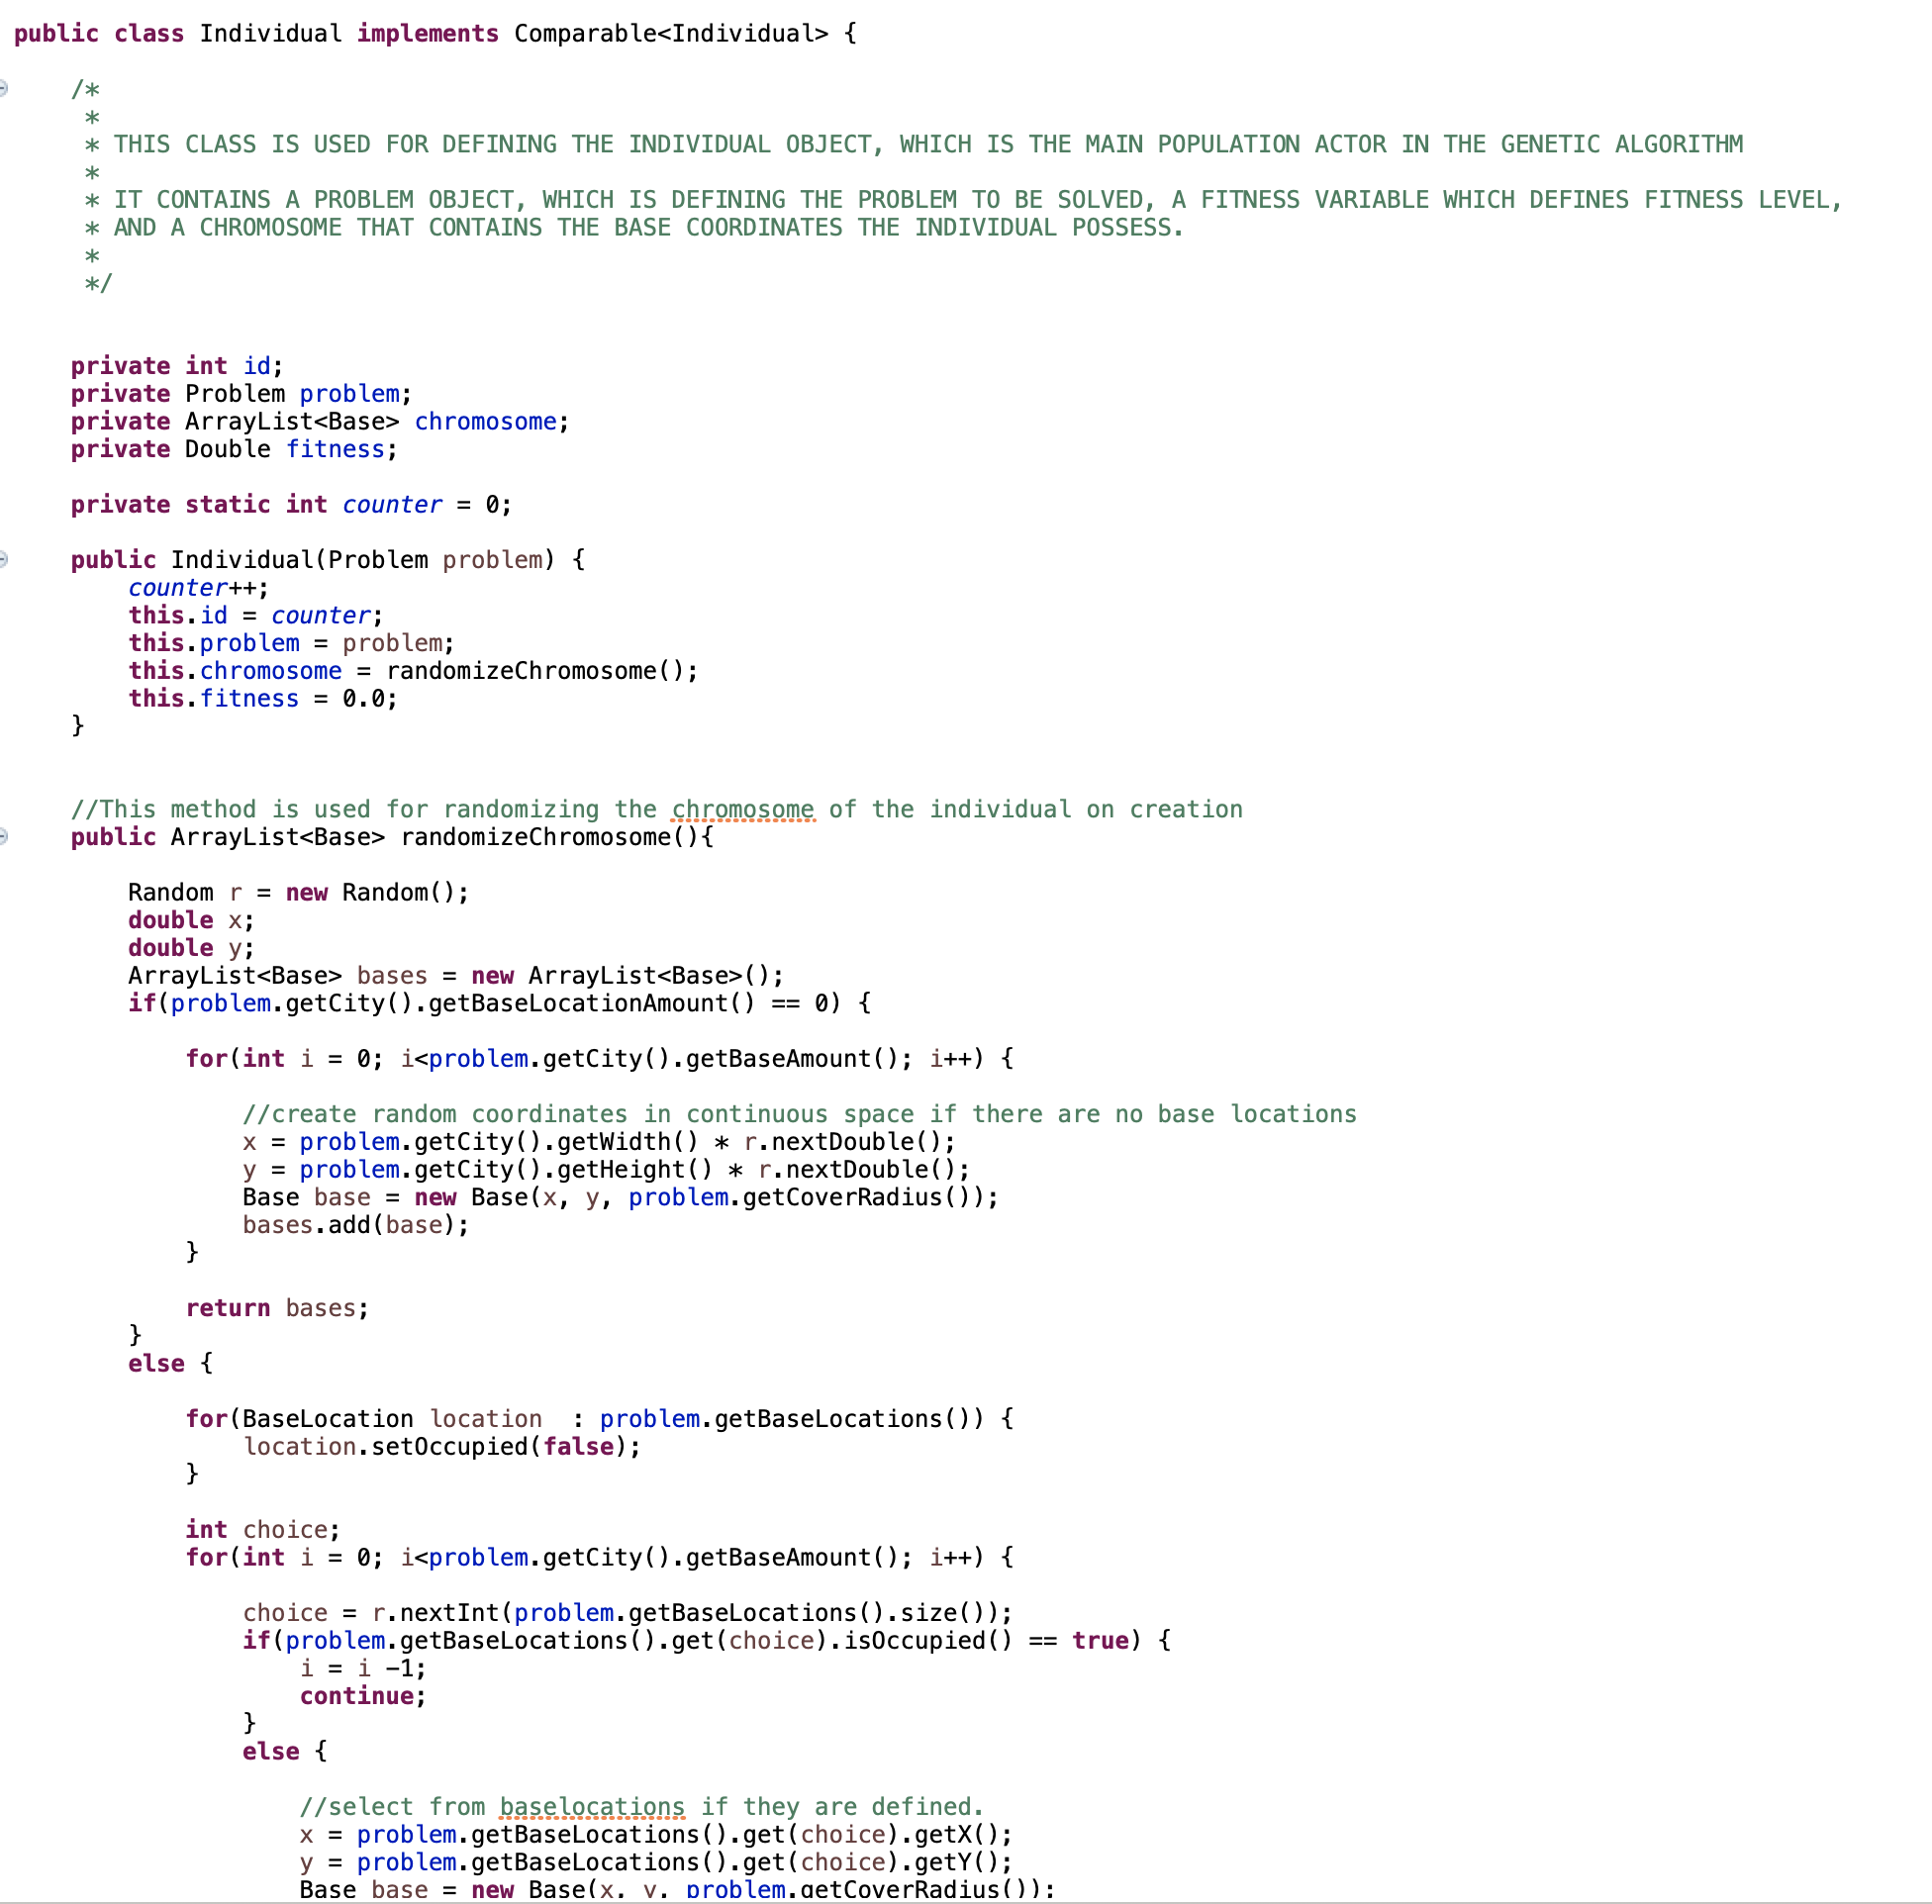 public class Individual implements Comparable<Individual> {
/*
*
* THIS CLASS IS USED FOR DEFINING THE INDIVIDUAL OBJECT, WHICH IS THE MAIN POPULATION ACTOR IN THE GENETIC ALGORITHM
*
* IT CONTAINS A PROBLEM OBJECT, WHICH IS DEFINING THE PROBLEM TO BE SOLVED, A FITNESS VARIABLE WHICH DEFINES FITNESS LEVEL,
* AND A CHROMOSOME THAT CONTAINS THE BASE COORDINATES THE INDIVIDUAL POSSESS.
*
*/
private int id;
private Problem problem;
private ArrayList<Base> chromosome;
private Double fitness;
private static int counter = 0;
public Individual(Problem problem) {
counter++;
this.id = counter;
this.problem = problem;
this.chromosome = randomizeChromosome();
this.fitness = 0.0;
}
//This method is used for randomizing the chromosome of the individual on creation
public ArrayList<Base> randomizeChromosome(){
Random r = new Random();
double x;
double y;
ArrayList<Base> bases = new ArrayList<Base>();
if(problem.getCity().getBaseLocationAmount() == 0) {
for(int i = 0; i<problem.getCity().getBaseAmount(); i++) {
//create random coordinates in continuous space if there are no base locations
x = problem.getCity().getWidth() * r.nextDouble();
y = problem.getCity().getHeight() * r.nextDouble();
Base base = new Base(x, y, problem.getCoverRadius());
bases.add(base);
}
return bases;
}
else {
for(BaseLocation location  : problem.getBaseLocations()) {
location.setOccupied(false);
}
int choice;
for(int i = 0; i<problem.getCity().getBaseAmount(); i++) {
choice = r.nextInt(problem.getBaseLocations().size());
if(problem.getBaseLocations().get(choice).isOccupied() == true) {
i = i -1;
continue;
}
else {
//select from baselocations if they are defined.
x = problem.getBaseLocations().get(choice).getX();
y = problem.getBaseLocations().get(choice).getY();
Base base = new Base(x, y, problem.getCoverRadius());